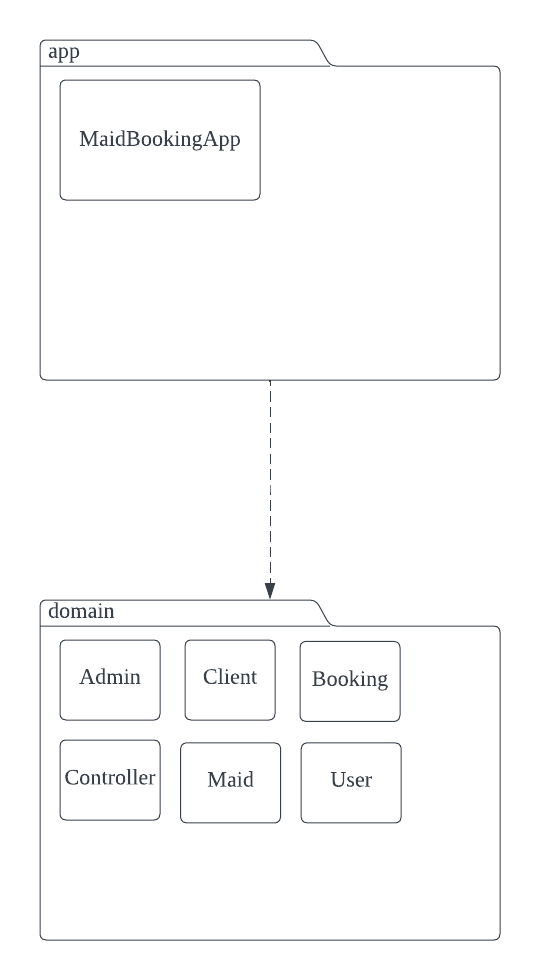 app
MaidBookingApp
domain
Admin
Client
Booking
Controller
Maid
User